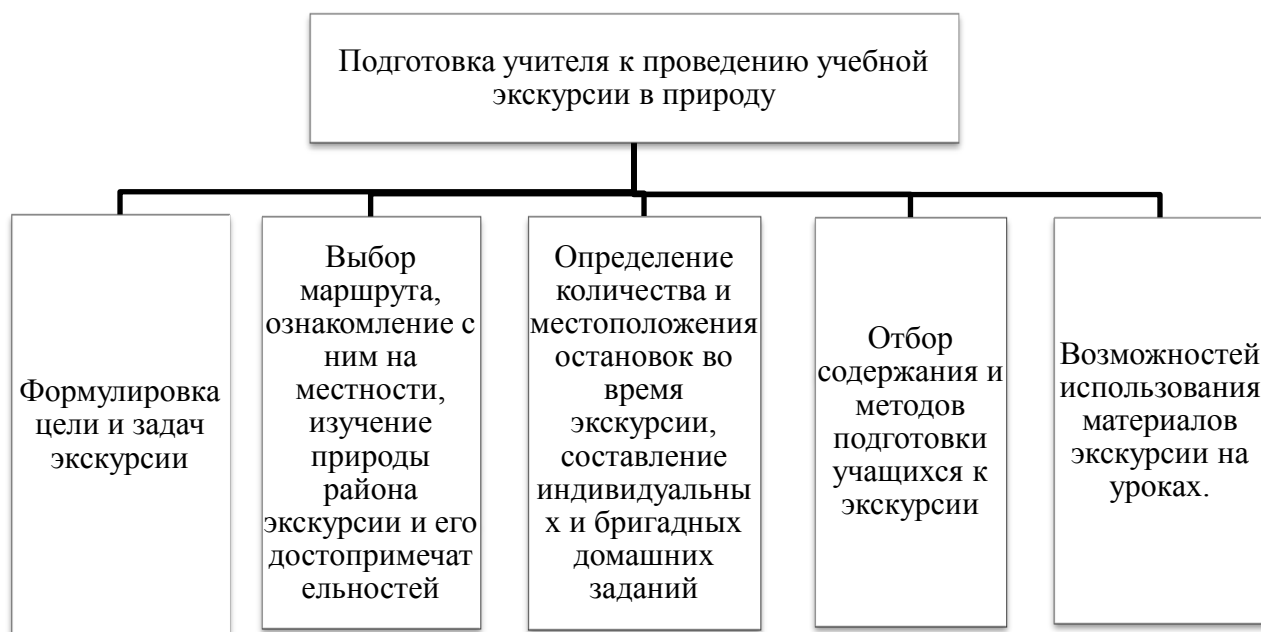 Подготовка учителя к проведению учебной
экскурсии в природу
Формулировка
цели и задач
экскурсии
Выбор
маршрута,
ознакомление с
ним на
местности,
изучение
природы
района
экскурсии и его
достопримечат
ельностей
Определение
количества и
местоположения
остановок во
время
экскурсии,
составление
индивидуальны
х и бригадных
домашних
заданий
Отбор
содержания и
методов
подготовки
учащихся к
экскурсии
Возможностей
использования
материалов
экскурсии на
уроках.